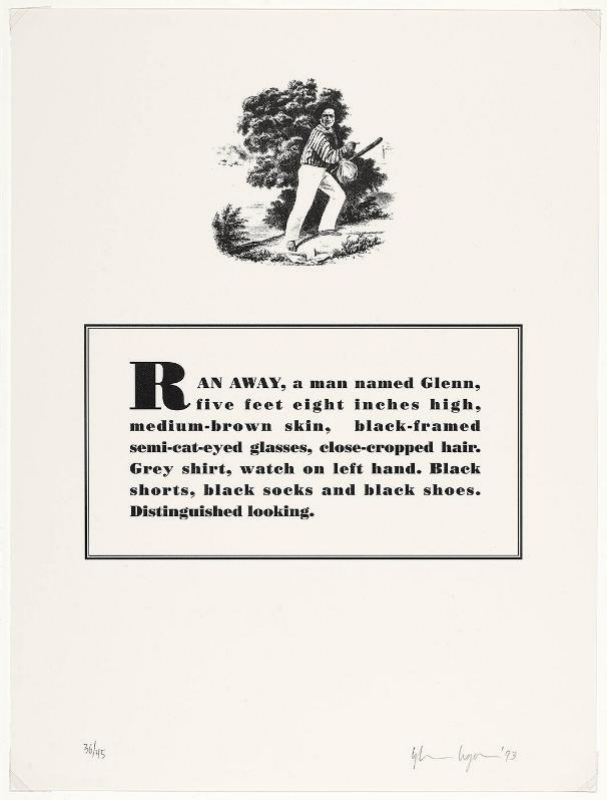 RAN AWAY, a man named Glenn,
five feet eight inches high,
medium-brown skin, black-framed
semi-cat-eyed glasses, close-cropped hair.
Grey shirt, watch on left hand. Black
shorts, black socks and black shoes.
Distinguished looking.
36/45
Glenn Ligon '93